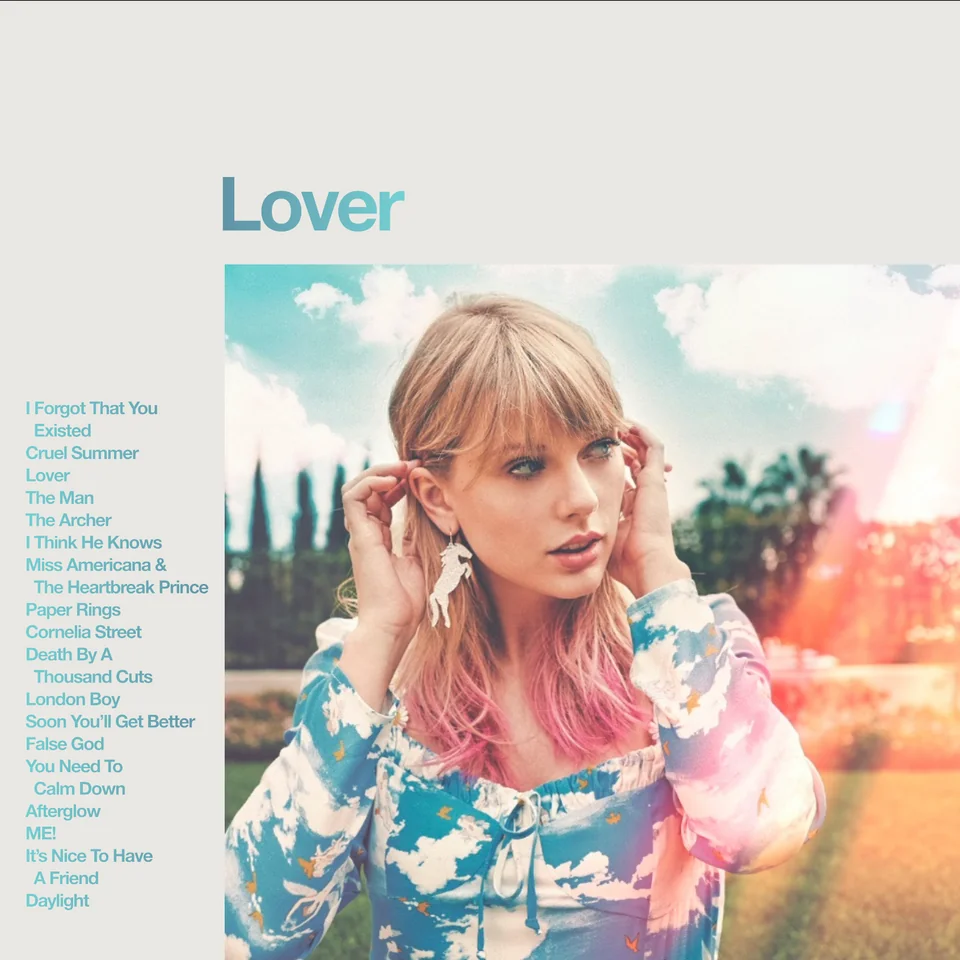 Lover
I Forgot That You
Existed
Cruel Summer
Lover
The Man
The Archer
I Think He Knows
Miss Americana &
The Heartbreak Prince
Paper Rings
Cornelia Street
Death By A
Thousand Cuts
London Boy
Soon You’ll Get Better
False God
You Need To
Calm Down
Afterglow
ME!
It’s Nice To Have
A Friend
Daylight